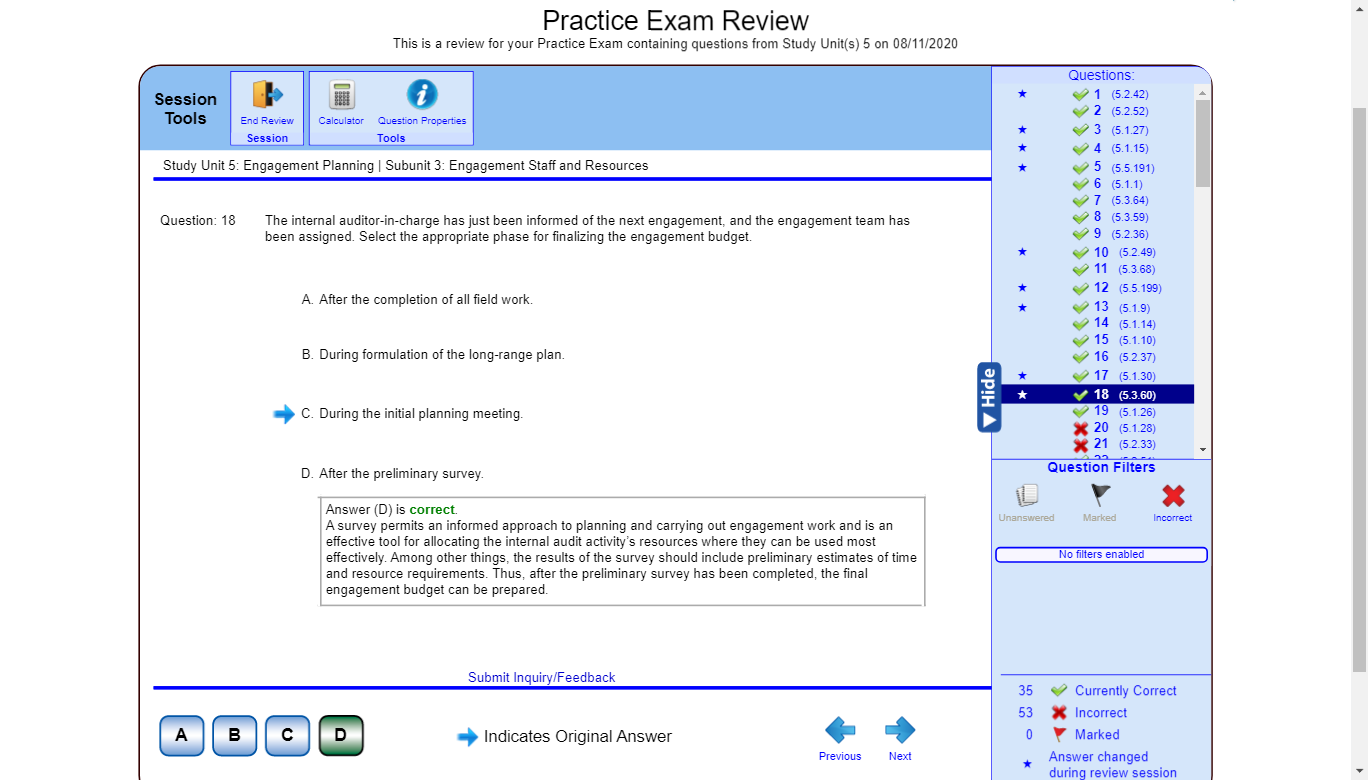 Practice Exam Review
This is a review for your Practice Exam containing questions from Study Unit(s) 5 on 08/11/2020
Session
Tools
End Review
Session
Calculator
Question Properties
Tools
Study Unit 5: Engagement Planning | Subunit 3: Engagement Staff and Resources
Question: 18
The internal auditor-in-charge has just been informed of the next engagement, and the engagement team has
been assigned. Select the appropriate phase for finalizing the engagement budget.
A. After the completion of all field work.
B. During formulation of the long-range plan.
C. During the initial planning meeting.
D. After the preliminary survey.
Answer (D) is correct.
A survey permits an informed approach to planning and carrying out engagement work and is an
effective tool for allocating the internal audit activity's resources where they can be used most
effectively. Among other things, the results of the survey should include preliminary estimates of time
and resource requirements. Thus, after the preliminary survey has been completed, the final
engagement budget can be prepared.
Submit Inquiry/Feedback
A
B
C
D
Indicates Original Answer
Previous
Next
Hide
Questions:
1 (5.2.42)
2 (5.2.52)
3 (5.1.27)
4 (5.1.15)
5 (5.5.191)
6 (5.1.1)
7 (5.3.64)
8 (5.3.59)
9 (5.2.36)
10 (5.2.49)
11 (5.3.68)
12 (5.5.199)
13 (5.1.9)
14 (5.1.14)
15 (5.1.10)
16 (5.2.37)
17 (5.1.30)
18 (5.3.60)
19 (5.1.26)
20 (5.1.28)
21 (5.2.33)
Question Filters
Unanswered
Marked
Incorrect
No filters enabled
35 Currently Correct
53 Incorrect
0 Marked
Answer changed
during review session